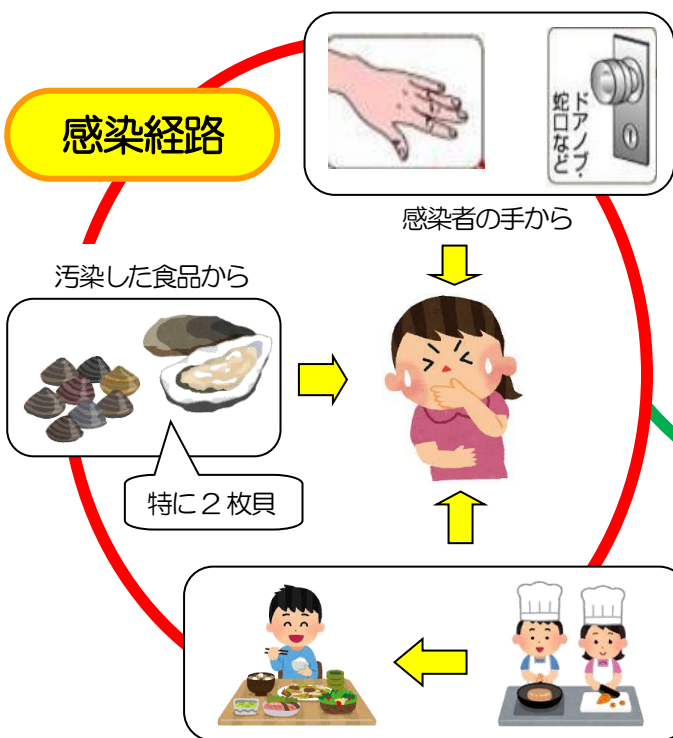 感染経路
ドアノブ・
蛇口など
感染者の手から
汚染した食品から
特に２枚貝